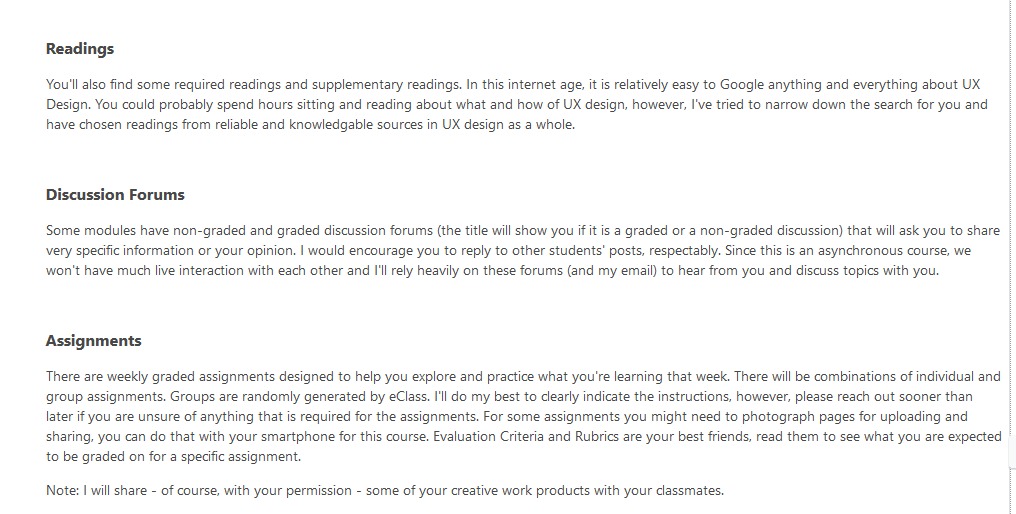 Readings
You'll also find some required readings and supplementary readings. In this internet age, it is relatively easy to Google anything and everything about UX
Design. You could probably spend hours sitting and reading about what and how of UX design, however, I've tried to narrow down the search for you and
have chosen readings from reliable and knowledgable sources in UX design as a whole.
Discussion Forums
Some modules have non-graded and graded discussion forums (the title will show you if it is a graded or a non-graded discussion) that will ask you to share
very specific information or your opinion. I would encourage you to reply to other students' posts, respectably. Since this is an asynchronous course, we
won't have much live interaction with each other and I'll rely heavily on these forums (and my email) to hear from you and discuss topics with you.
Assignments
There are weekly graded assignments designed to help you explore and practice what you're learning that week. There will be combinations of individual and
group assignments. Groups are randomly generated by eClass. I'll do my best to clearly indicate the instructions, however, please reach out sooner than
later if you are unsure of anything that is required for the assignments. For some assignments you might need to photograph pages for uploading and
sharing, you can do that with your smartphone for this course. Evaluation Criteria and Rubrics are your best friends, read them to see what you are expected
to be graded on for a specific assignment.
Note: I will share - of course, with your permission - some of your creative work products with your classmates.